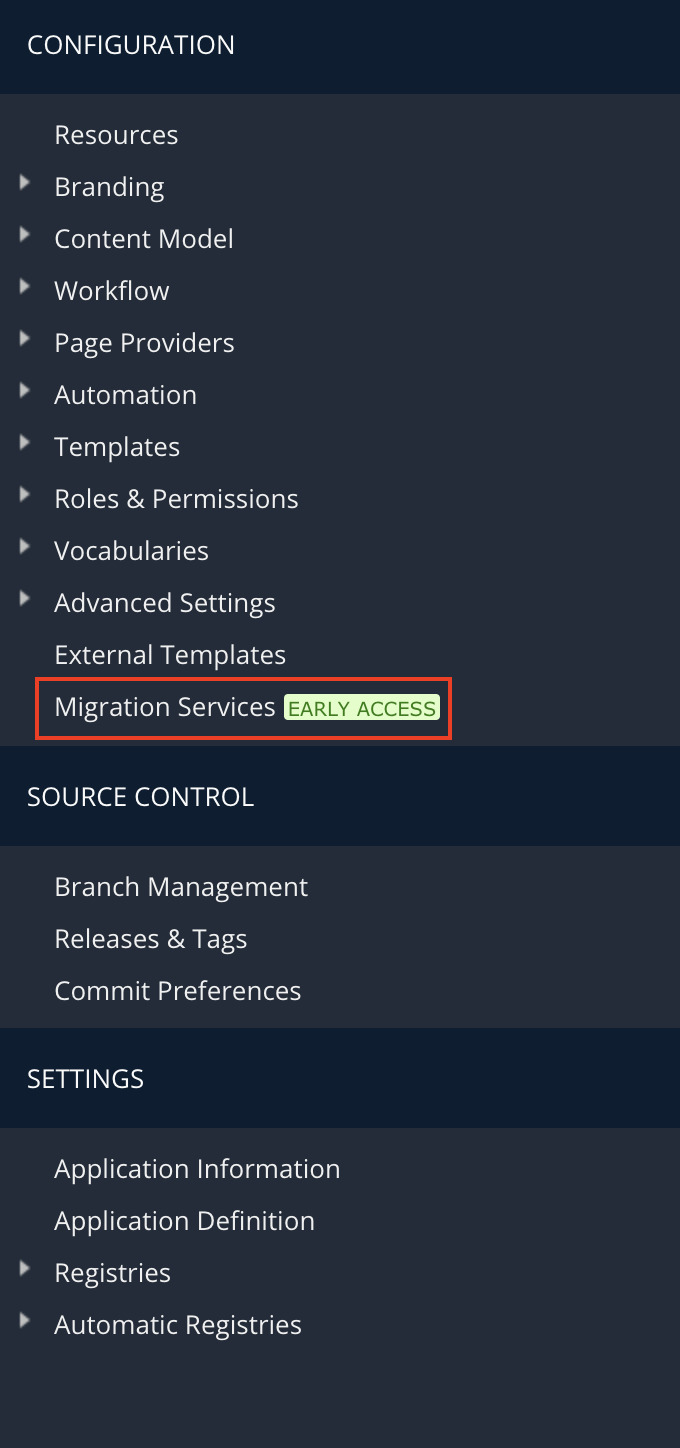 CONFIGURATION
Resources
Branding
Content Model
Workflow
Page Providers
Automation
Templates
Roles & Permissions
Vocabularies
Advanced Settings
External Templates
Migration Services EARLY ACCESS
SOURCE CONTROL
Branch Management
Releases & Tags
Commit Preferences
SETTINGS
Application Information
Application Definition
Registries
Automatic Registries